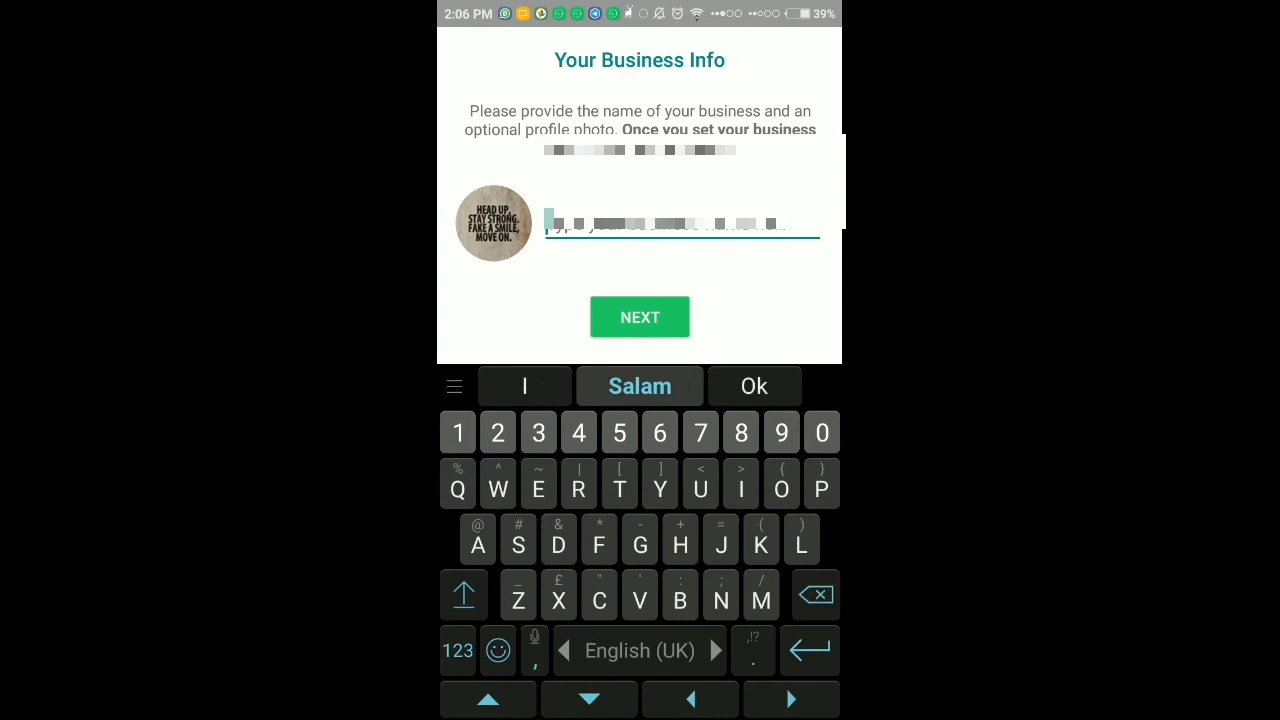 2:06 PM 39%
Your Business Info
Please provide the name of your business and an
optional profile photo. Once you set your business
HEAD UP,
STAY STRONG.
FAKE A SMILE,
MOVE ON.
NEXT
I Salam Ok
1 2 3 4 5 6 7 8 9 0
% ^ ~ | [ ] < > { }
Q W E R T Y U I O P
@ # & * - + = ( )
A S D F G H J K L
_ £ " ' : ; /
Z X C V B N M
123 , English (UK) ,!? .